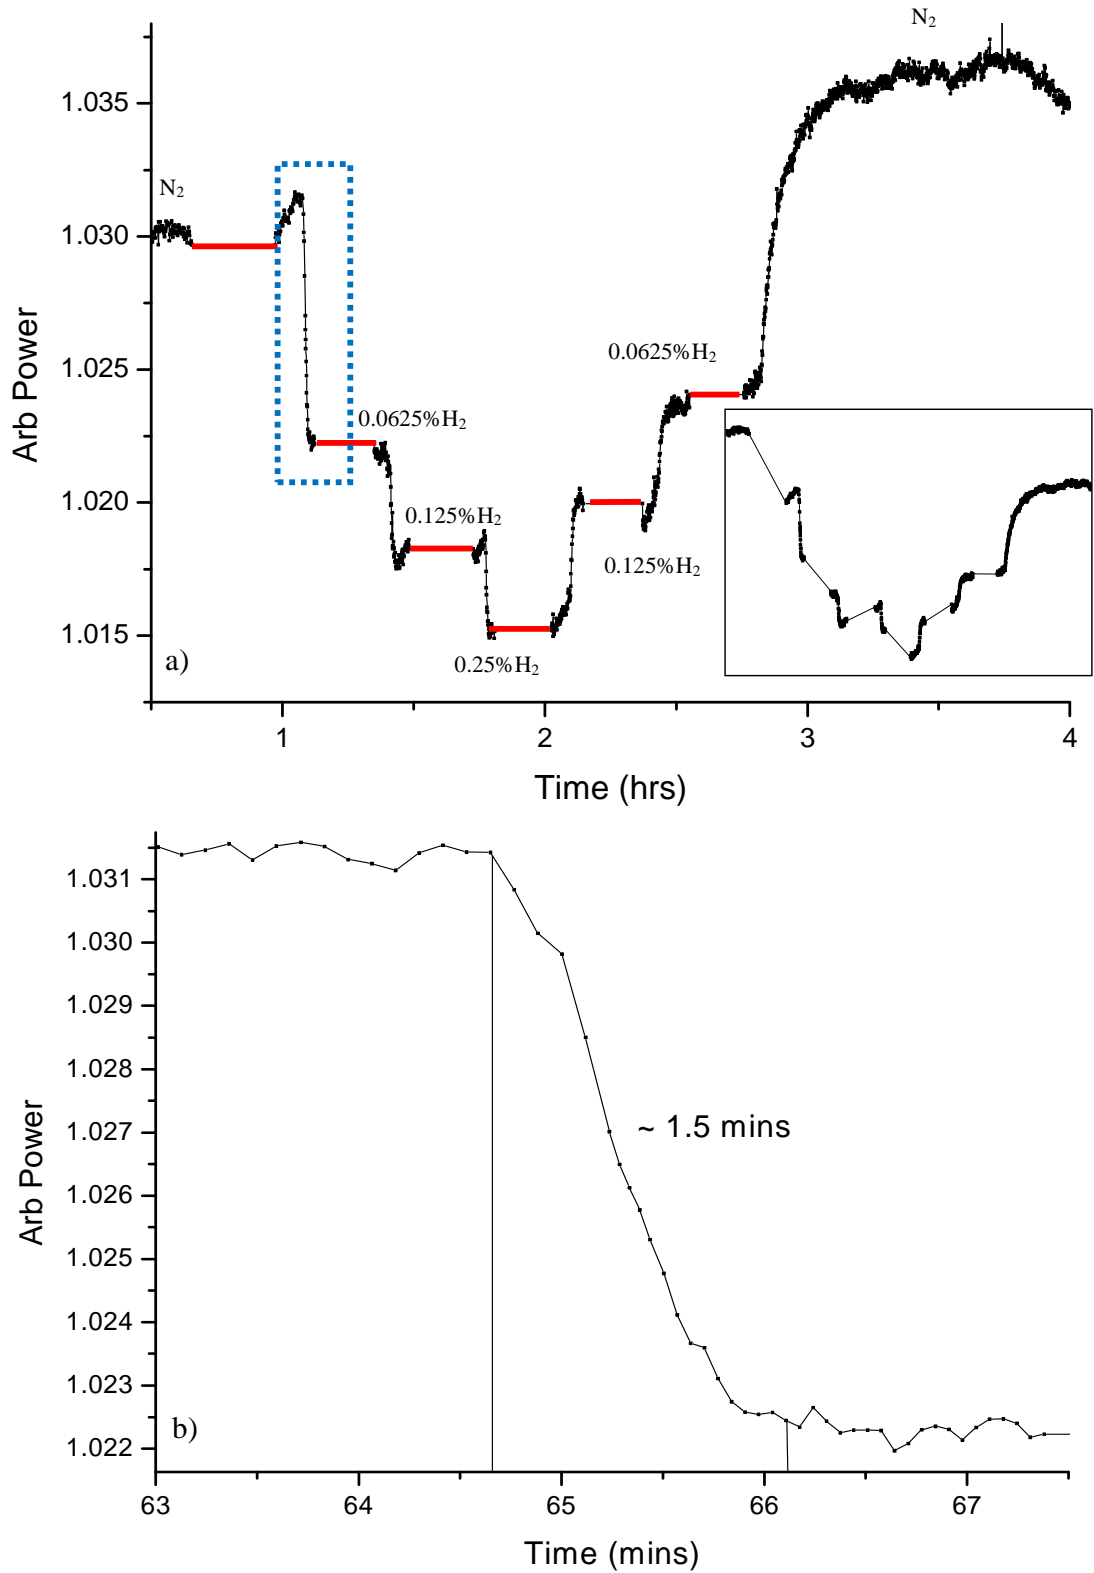 N₂
N₂
1.035
1.030
1.025
1.020
1.015
Arb Power
0.0625%H₂
0.0625%H₂
0.125%H₂
0.125%H₂
0.25%H₂
a)
1 2 3 4
Time (hrs)
1.031
1.030
1.029
1.028
1.027
1.026
1.025
1.024
1.023
1.022
Arb Power
~ 1.5 mins
b)
63 64 65 66 67
Time (mins)